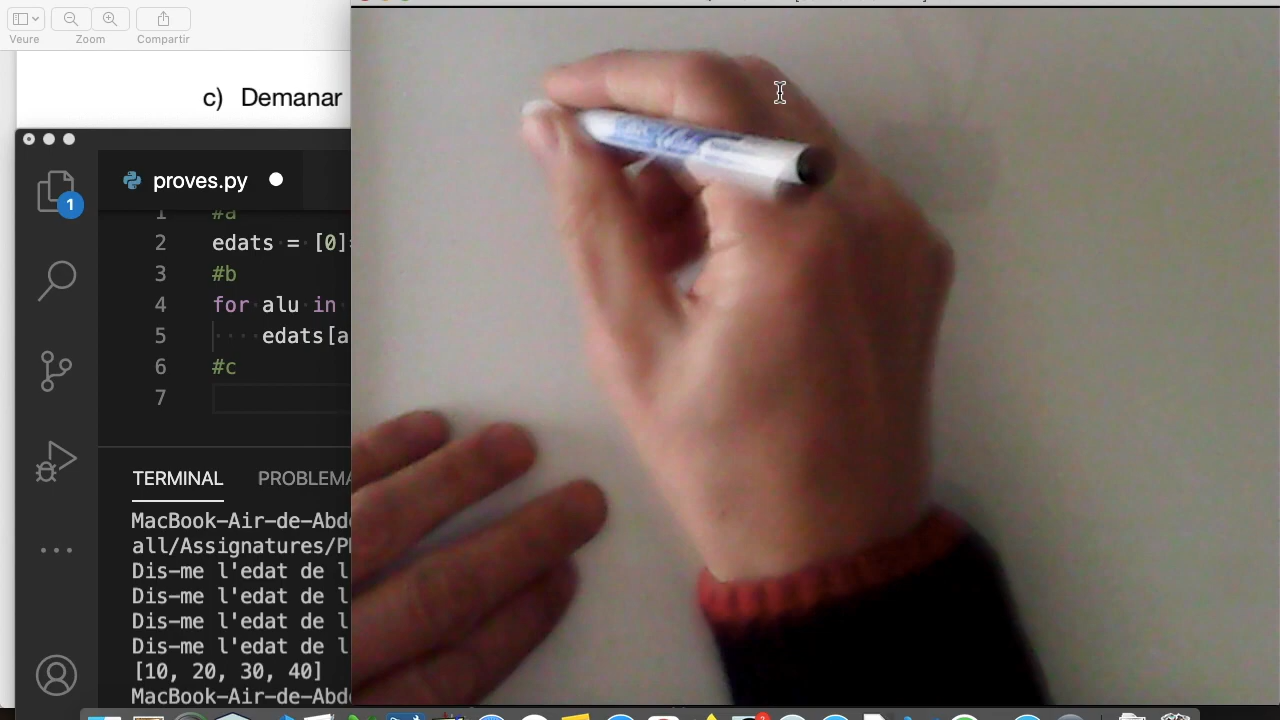 Veure
Zoom
Compartir
c) Demanar
1
proves.py
1 #a
2 edats = [0]
3 #b
4 for alu in
5 edats[a
6 #c
7
TERMINAL
PROBLEMA
MacBook-Air-de-Abd
all/Assignatures/P
Dis-me l'edat de l
Dis-me l'edat de l
Dis-me l'edat de l
Dis-me l'edat de l
[10, 20, 30, 40]
MacBook-Air-de-Abd